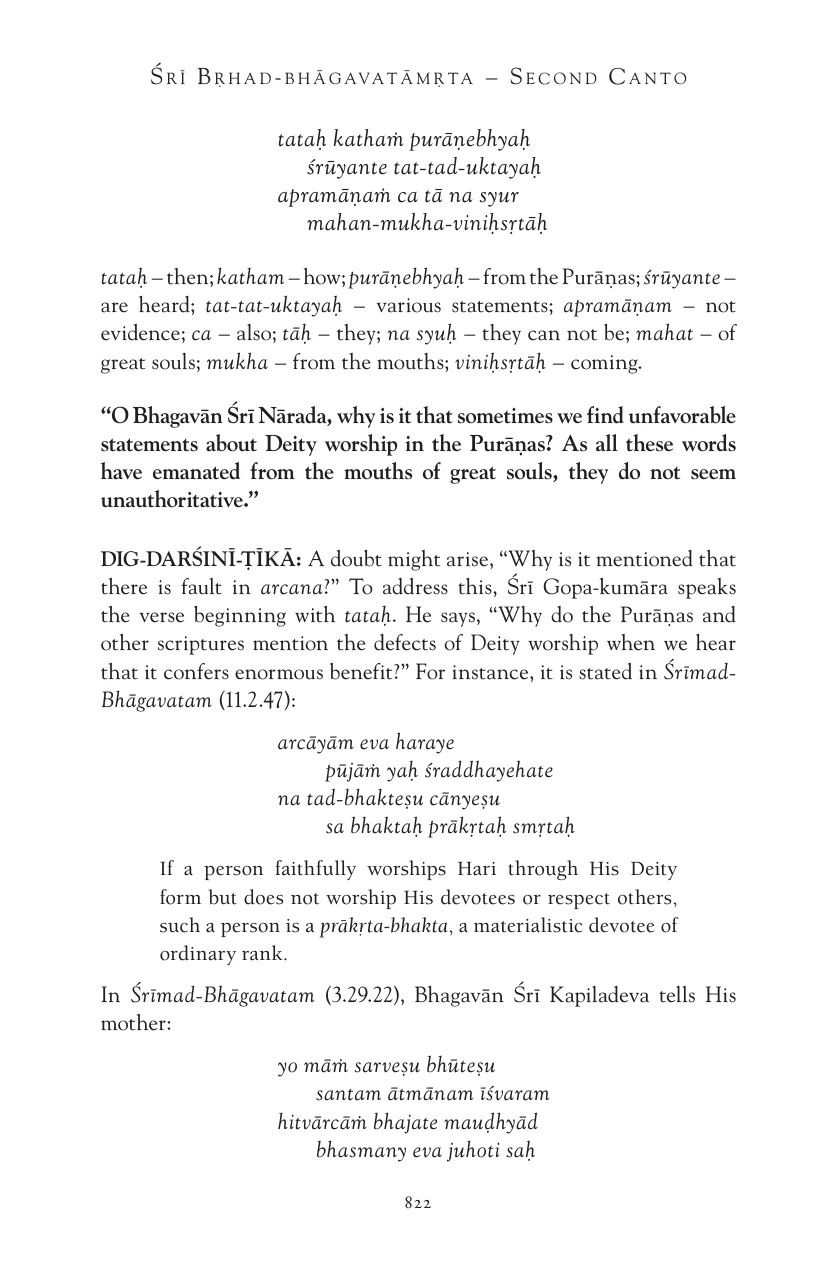 Śrī Bṛhad-bhāgavatāmṛta – Second Canto
tataḥ kathaṁ purāṇebhyaḥ
śrūyante tat-tad-uktayaḥ
apramāṇaṁ ca tā na syur
mahan-mukha-viniḥsṛtāḥ
tataḥ – then; katham – how; purāṇebhyaḥ – from the Purāṇas; śrūyante –
are heard; tat-tat-uktayaḥ – various statements; apramāṇam – not
evidence; ca – also; tāḥ – they; na syuḥ – they can not be; mahat – of
great souls; mukha – from the mouths; viniḥsṛtāḥ – coming.
“O Bhagavān Śrī Nārada, why is it that sometimes we find unfavorable
statements about Deity worship in the Purāṇas? As all these words
have emanated from the mouths of great souls, they do not seem
unauthoritative.”
DIG-DARŚINĪ-ṬĪKĀ: A doubt might arise, “Why is it mentioned that
there is fault in arcana?” To address this, Śrī Gopa-kumāra speaks
the verse beginning with tataḥ. He says, “Why do the Purāṇas and
other scriptures mention the defects of Deity worship when we hear
that it confers enormous benefit?” For instance, it is stated in Śrīmad-
Bhāgavatam (11.2.47):
arcāyām eva haraye
pūjāṁ yaḥ śraddhayehate
na tad-bhakteṣu cānyeṣu
sa bhaktaḥ prākṛtaḥ smṛtaḥ
If a person faithfully worships Hari through His Deity
form but does not worship His devotees or respect others,
such a person is a prākṛta-bhakta, a materialistic devotee of
ordinary rank.
In Śrīmad-Bhāgavatam (3.29.22), Bhagavān Śrī Kapiladeva tells His
mother:
yo māṁ sarveṣu bhūteṣu
santam ātmānam īśvaram
hitvārcāṁ bhajate mauḍhyād
bhasmany eva juhoti saḥ
822